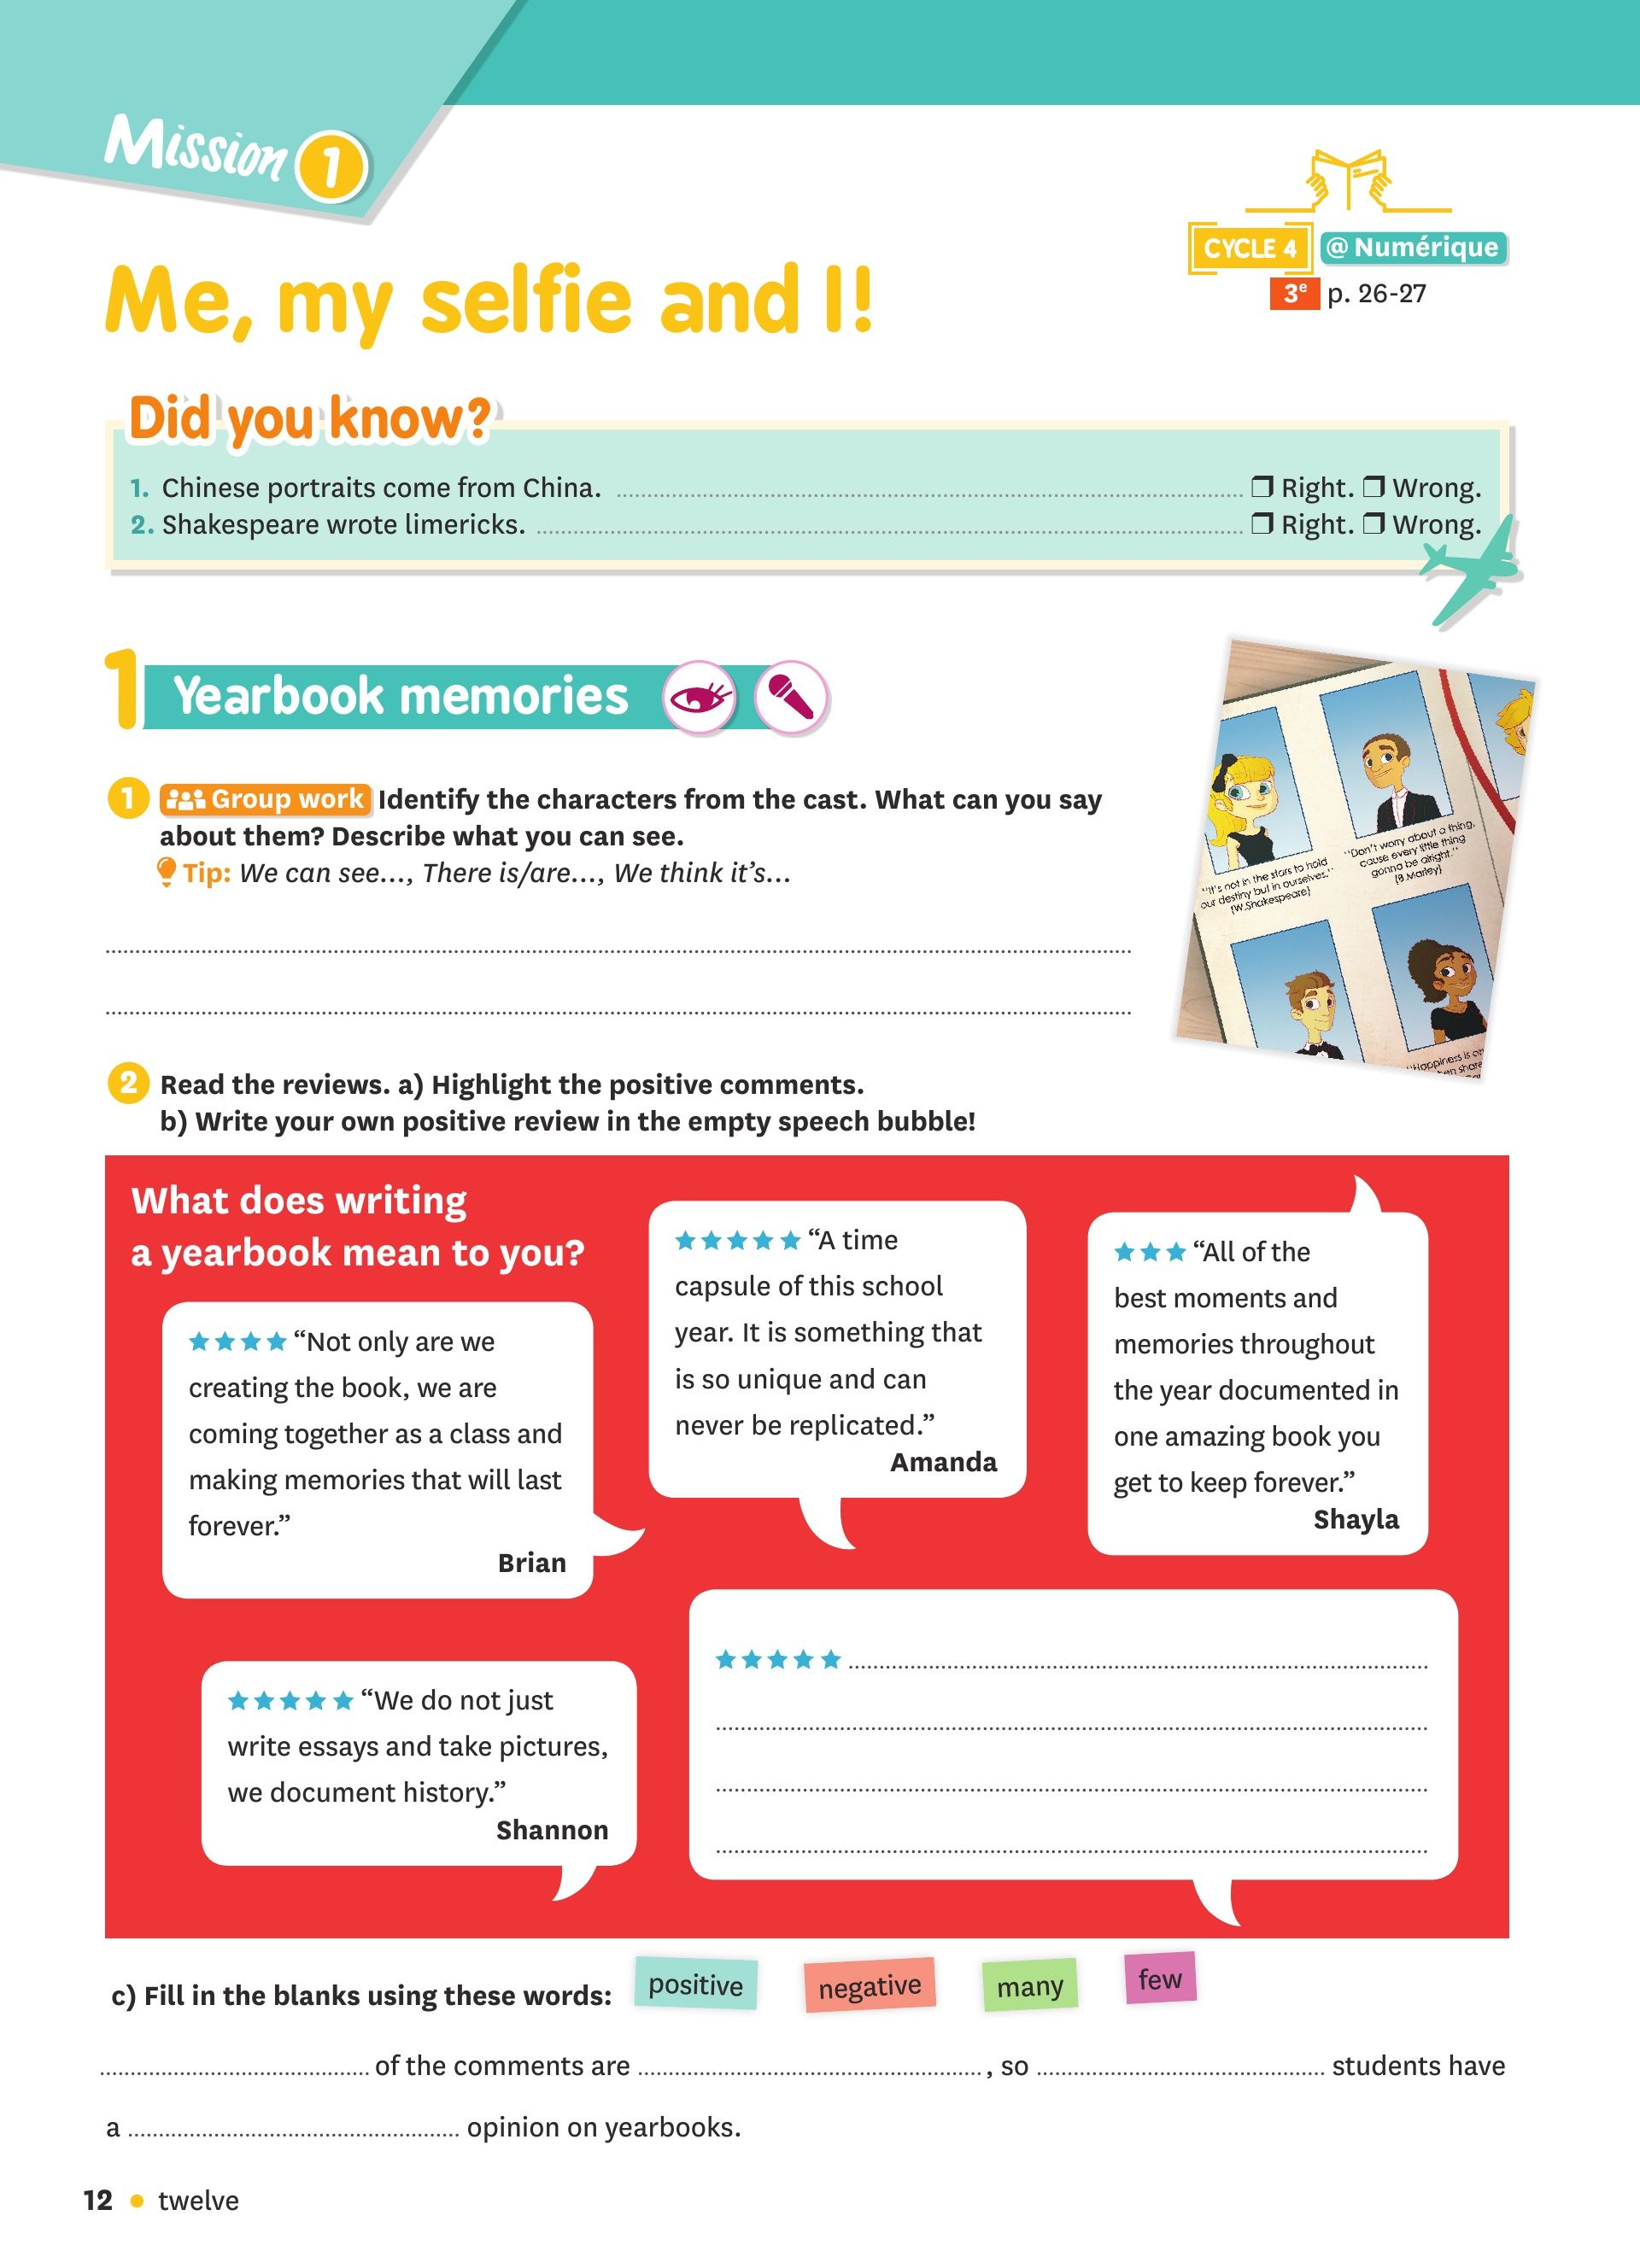 Mission 1
CYCLE 4 @ Numérique
3e p. 26-27
Me, my selfie and I!
Did you know?
1. Chinese portraits come from China. ☐ Right. ☐ Wrong.
2. Shakespeare wrote limericks. ☐ Right. ☐ Wrong.
1 Yearbook memories
1 Group work Identify the characters from the cast. What can you say
about them? Describe what you can see.
Tip: We can see…, There is/are…, We think it’s…
“It’s not in the stars to hold
our destiny but in ourselves.”
(W.Shakespeare)
“Don’t worry about a thing,
cause every little thing
gonna be alright.”
(B.Marley)
“Happiness is
share
2 Read the reviews. a) Highlight the positive comments.
b) Write your own positive review in the empty speech bubble!
What does writing
a yearbook mean to you?
“Not only are we
creating the book, we are
coming together as a class and
making memories that will last
forever.”
Brian
“A time
capsule of this school
year. It is something that
is so unique and can
never be replicated.”
Amanda
“All of the
best moments and
memories throughout
the year documented in
one amazing book you
get to keep forever.”
Shayla
“We do not just
write essays and take pictures,
we document history.”
Shannon
c) Fill in the blanks using these words: positive negative many few
of the comments are , so students have
a opinion on yearbooks.
12 • twelve